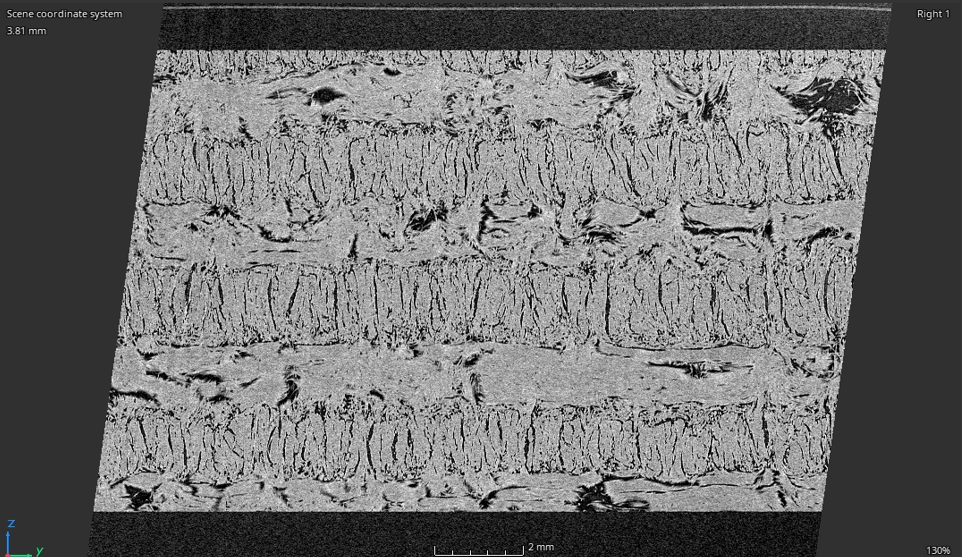 Scene coordinate system
Right 1
3.81 mm
Z
y
2 mm
130%